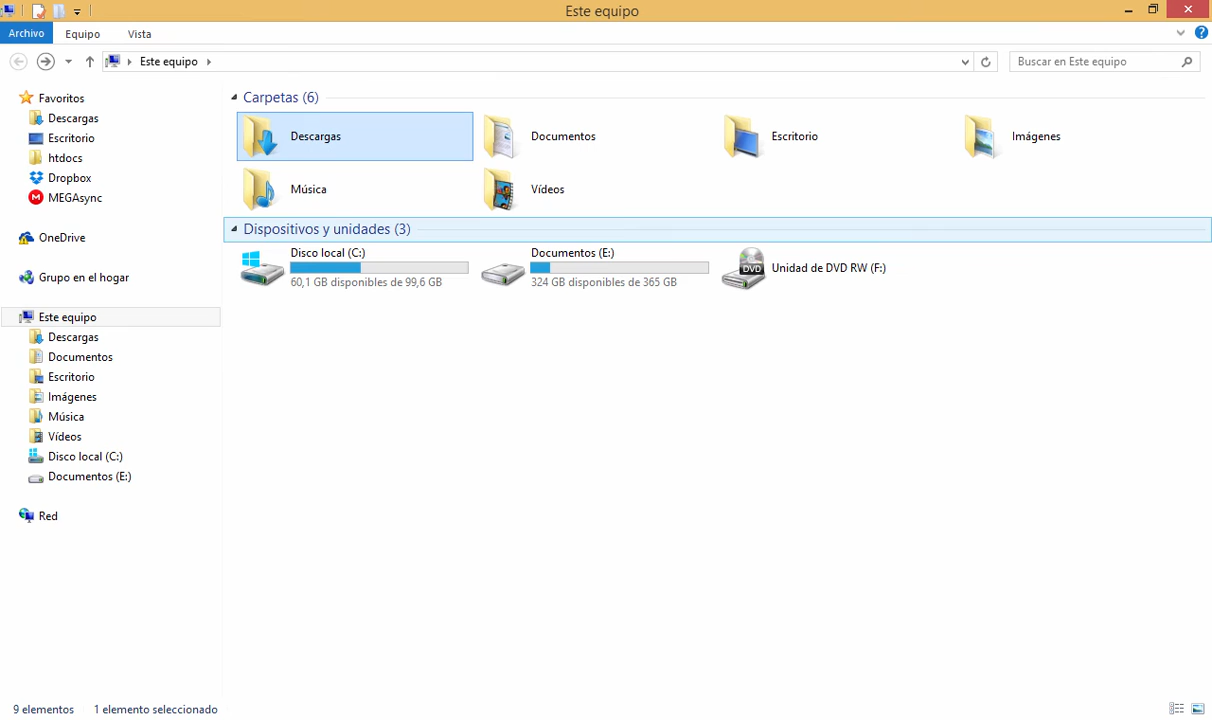 Este equipo
Archivo Equipo Vista
Este equipo
Buscar en Este equipo
Favoritos
Descargas
Escritorio
htdocs
Dropbox
MEGAsync
OneDrive
Grupo en el hogar
Este equipo
Descargas
Documentos
Escritorio
Imágenes
Música
Vídeos
Disco local (C:)
Documentos (E:)
Red
Carpetas (6)
Descargas Documentos Escritorio Imágenes
Música Vídeos
Dispositivos y unidades (3)
Disco local (C:)
60,1 GB disponibles de 99,6 GB
Documentos (E:)
324 GB disponibles de 365 GB
DVD
Unidad de DVD RW (F:)
9 elementos 1 elemento seleccionado